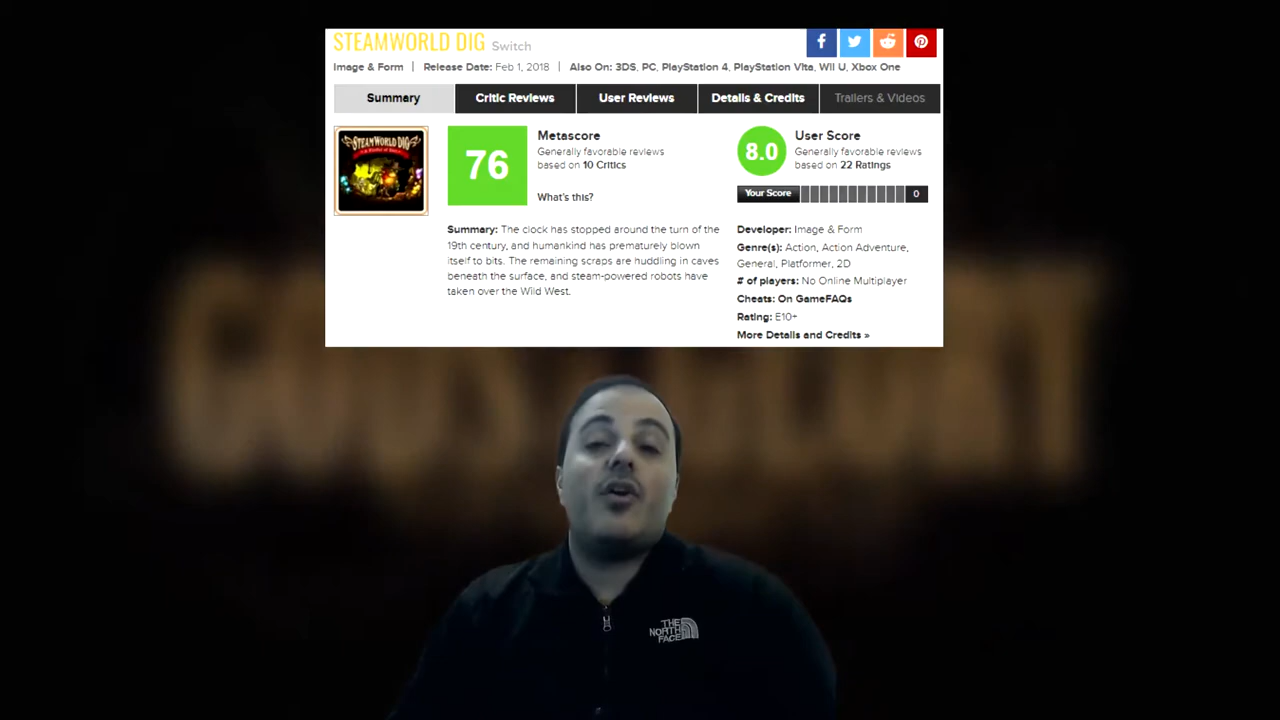 STEAMWORLD DIG Switch
Image & Form | Release Date: Feb 1, 2018 | Also On: 3DS, PC, PlayStation 4, PlayStation Vita, Wii U, Xbox One
Summary Critic Reviews User Reviews Details & Credits Trailers & Videos
STEAMWORLD DIG
76
Metascore
Generally favorable reviews
based on 10 Critics
What's this?
8.0
User Score
Generally favorable reviews
based on 22 Ratings
Your Score 0
Summary: The clock has stopped around the turn of the
19th century, and humankind has prematurely blown
itself to bits. The remaining scraps are huddling in caves
beneath the surface, and steam-powered robots have
taken over the Wild West.
Developer: Image & Form
Genre(s): Action, Action Adventure,
General, Platformer, 2D
# of players: No Online Multiplayer
Cheats: On GameFAQs
Rating: E10+
More Details and Credits »
THE
NORTH
FACE